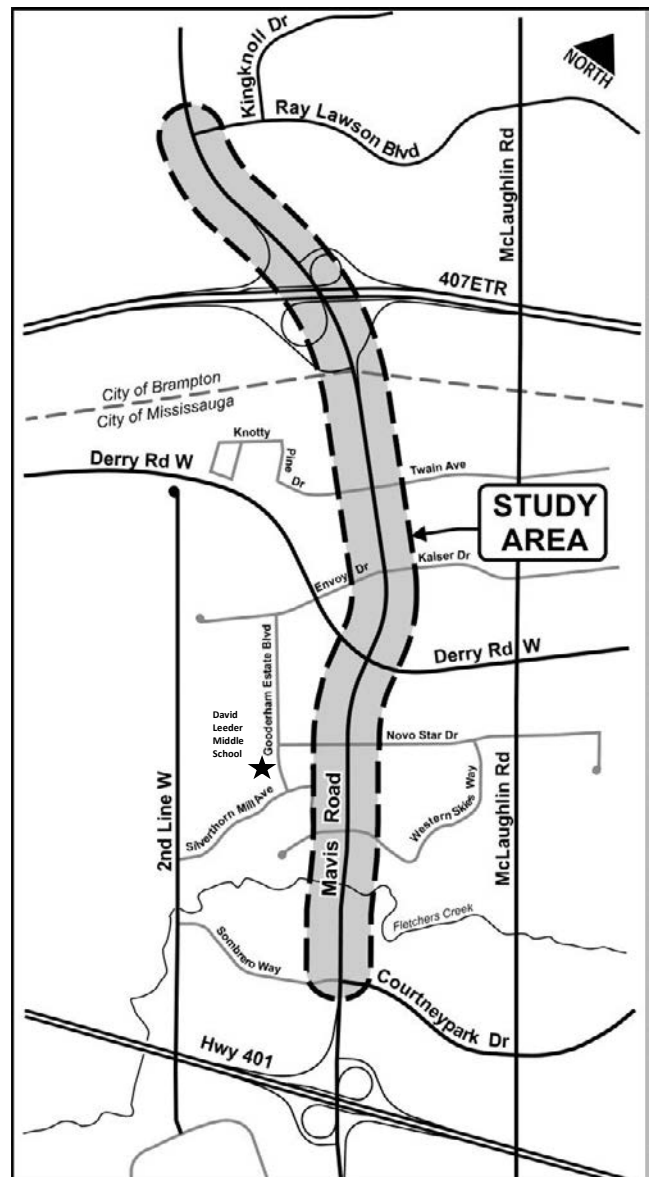 Kingknoll Dr
NORTH
Ray Lawson Blvd
McLaughlin Rd
407ETR
City of Brampton
City of Mississauga
Knotty
Pine
Dr
Derry Rd W
Twain Ave
STUDY
AREA
Envoy Dr
Kaiser Dr
Gooderham Estate Blvd
Derry Rd W
David
Leeder
Middle
School
Novo Star Dr
2nd Line W
Silverthorn Mill Ave
Mavis Road
Western Skies Way
McLaughlin Rd
Fletchers Creek
Sombrero Way
Courtneypark Dr
Hwy 401